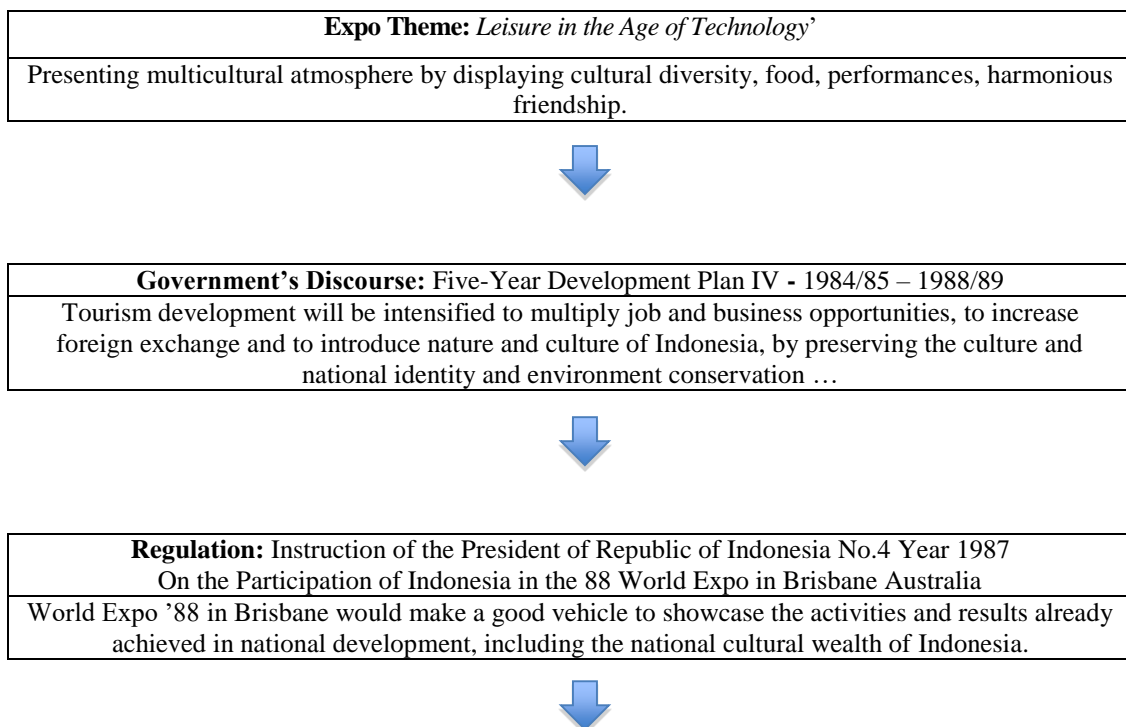 Expo Theme: Leisure in the Age of Technology’
Presenting multicultural atmosphere by displaying cultural diversity, food, performances, harmonious
friendship.
Government’s Discourse: Five-Year Development Plan IV - 1984/85 – 1988/89
Tourism development will be intensified to multiply job and business opportunities, to increase
foreign exchange and to introduce nature and culture of Indonesia, by preserving the culture and
national identity and environment conservation …
Regulation: Instruction of the President of Republic of Indonesia No.4 Year 1987
On the Participation of Indonesia in the 88 World Expo in Brisbane Australia
World Expo ’88 in Brisbane would make a good vehicle to showcase the activities and results already
achieved in national development, including the national cultural wealth of Indonesia.